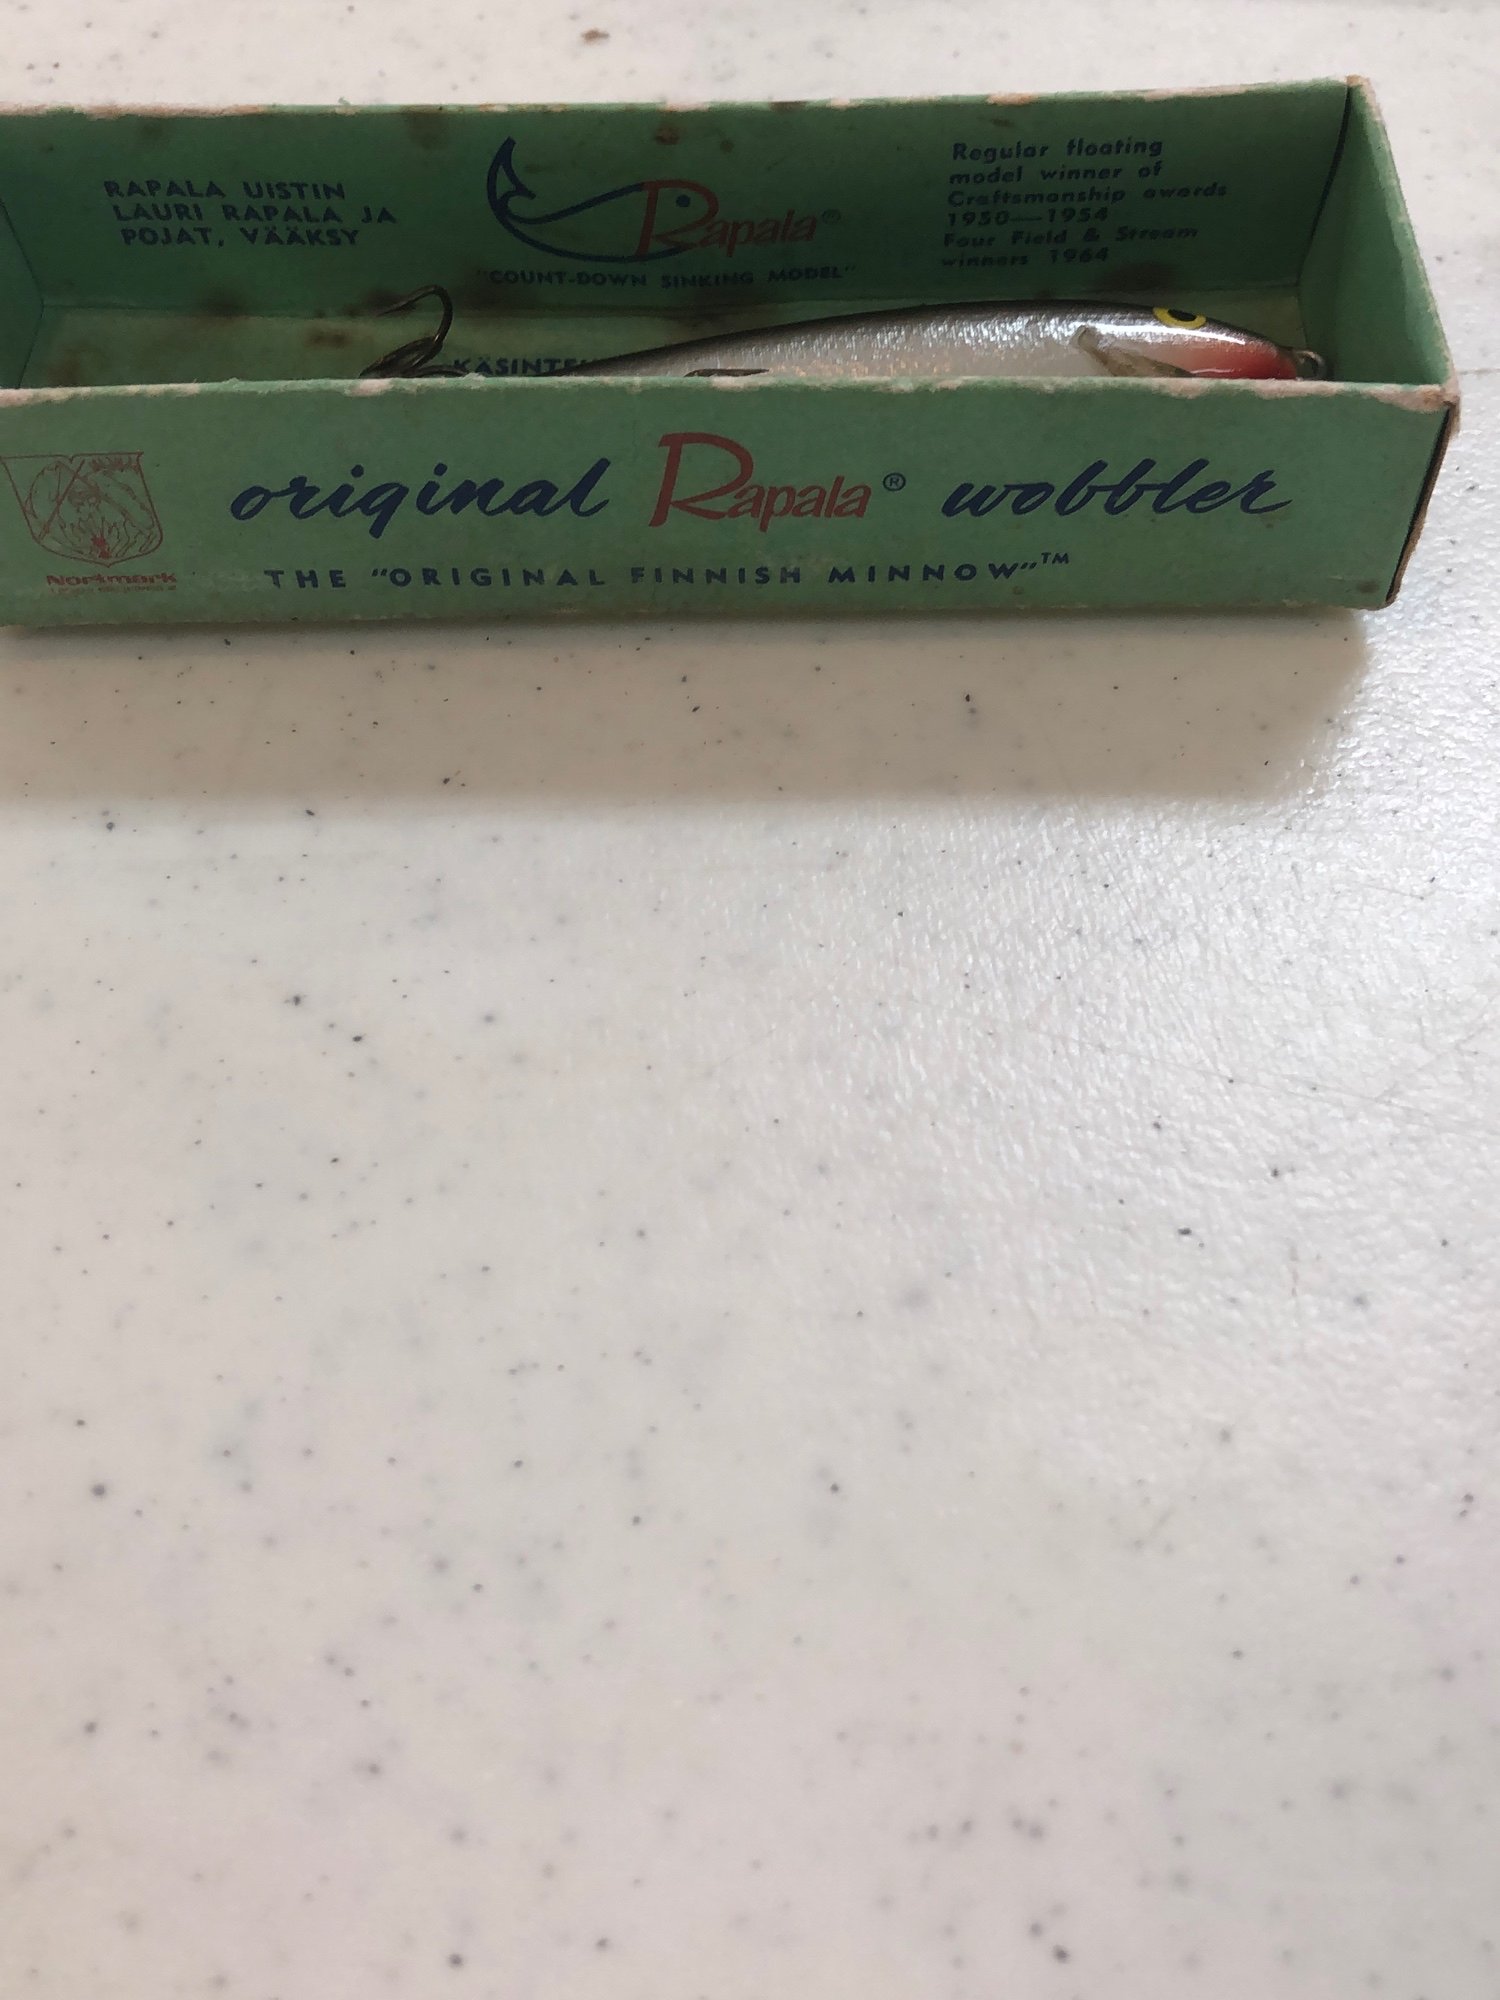 RAPALA UISTIN
LAURI RAPALA JA
POJAT, VÄÄKSY
Rapala®
"COUNT-DOWN SINKING MODEL"
Regular floating
model winner of
Craftsmanship awards
1950—1954
Four Field & Stream
winners 1964
original Rapala® wobbler
THE "ORIGINAL FINNISH MINNOW"™
Normark